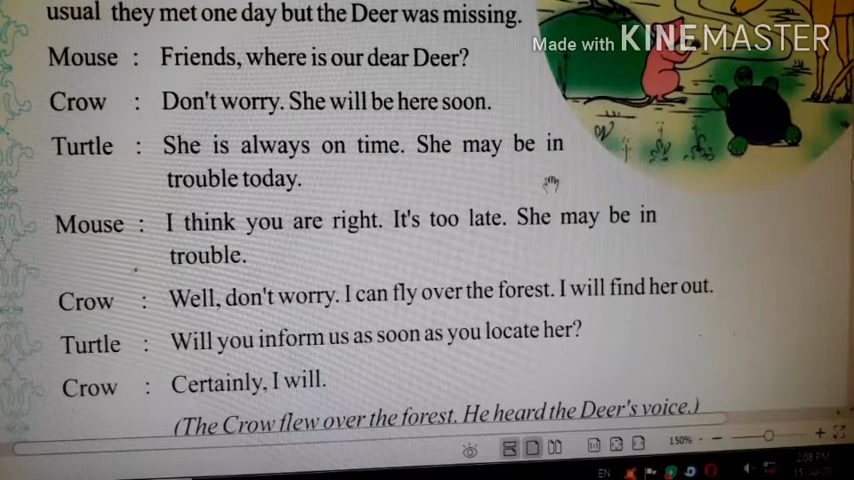 usual they met one day but the Deer was missing.
Made with KINEMASTER
Mouse : Friends, where is our dear Deer?
Crow : Don't worry. She will be here soon.
Turtle : She is always on time. She may be in
trouble today.
Mouse : I think you are right. It's too late. She may be in
trouble.
Crow : Well, don't worry. I can fly over the forest. I will find her out.
Turtle : Will you inform us as soon as you locate her?
Crow : Certainly, I will.
(The Crow flew over the forest. He heard the Deer's voice.)
150%
EN
2:08 PM